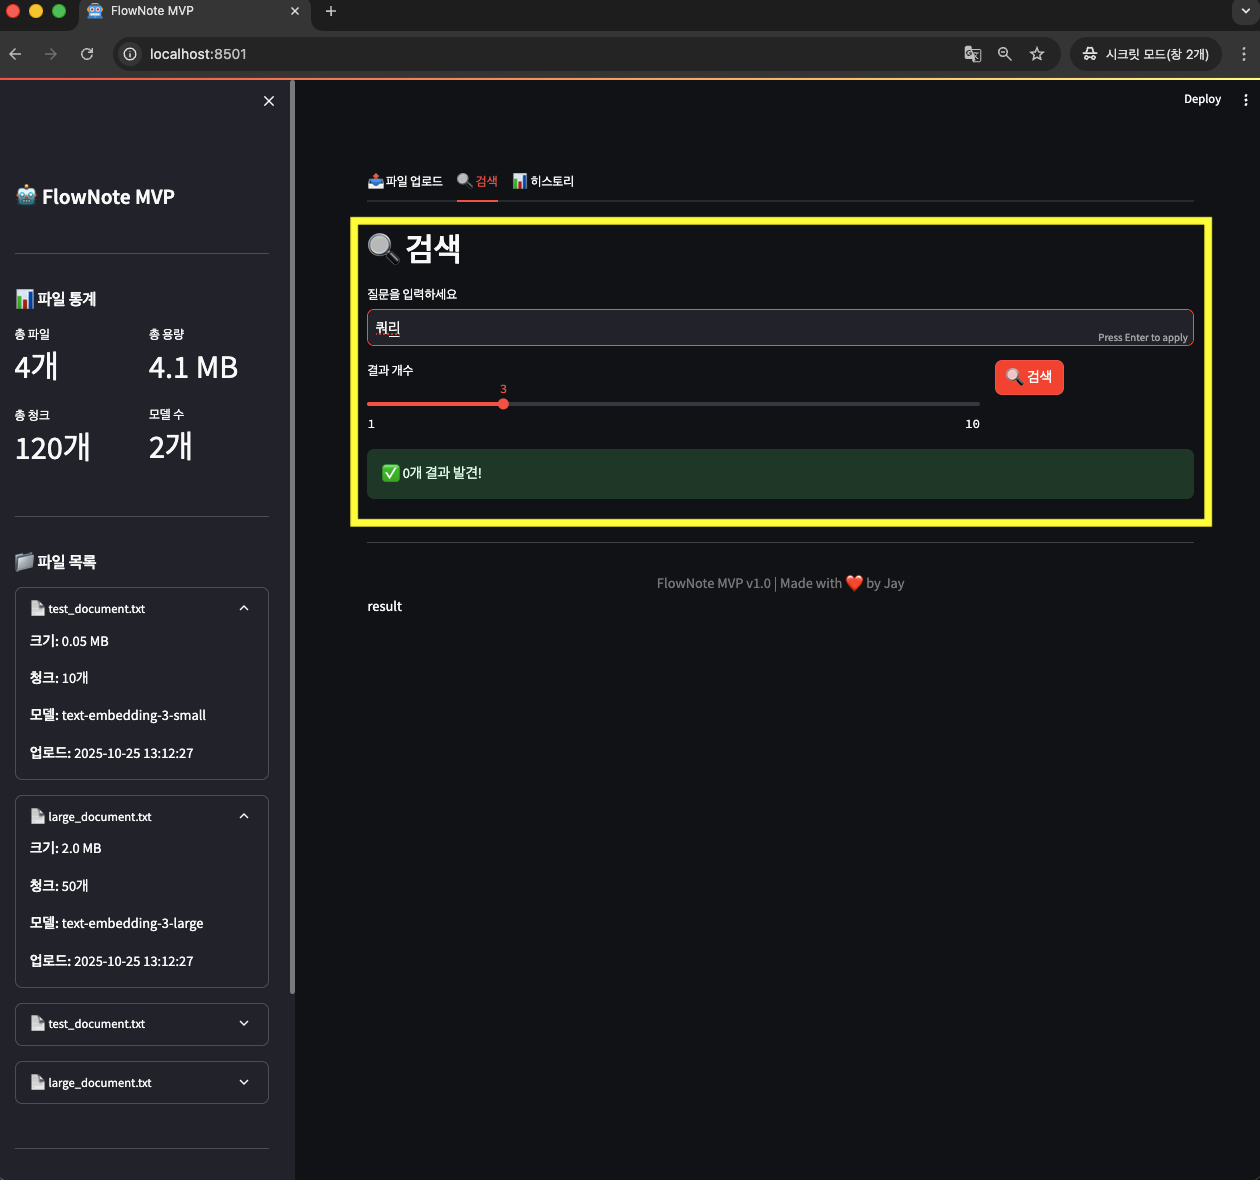 FlowNote MVP
localhost:8501
시크릿 모드(창 2개)
Deploy
FlowNote MVP
파일 통계
총 파일
총 용량
4개
4.1 MB
총 청크
모델 수
120개
2개
파일 목록
test_document.txt
크기: 0.05 MB
청크: 10개
모델: text-embedding-3-small
업로드: 2025-10-25 13:12:27
large_document.txt
크기: 2.0 MB
청크: 50개
모델: text-embedding-3-large
업로드: 2025-10-25 13:12:27
test_document.txt
large_document.txt
파일 업로드
검색
히스토리
검색
질문을 입력하세요
쿼리
Press Enter to apply
결과 개수
3
1
10
검색
0개 결과 발견!
FlowNote MVP v1.0 | Made with ❤️ by Jay
result